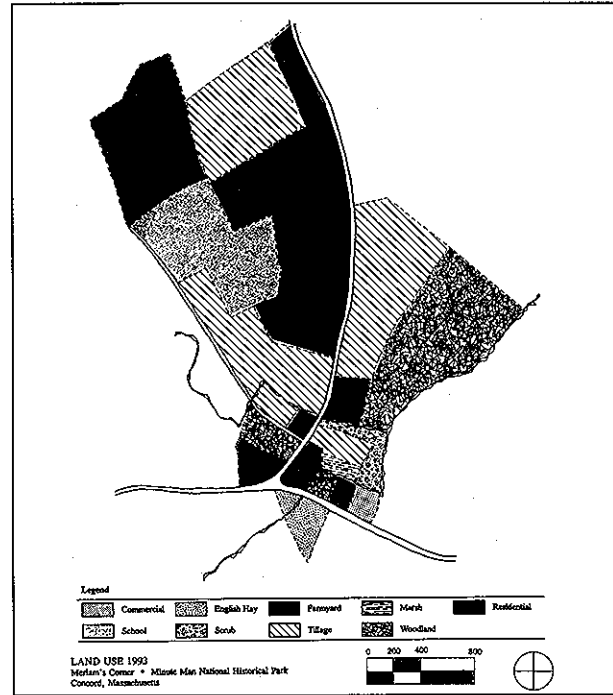 Legend
Commercial English Hay Farmyard Marsh Residential
School Scrub Tillage Woodland
LAND USE 1993
Meriam's Corner • Minute Man National Historical Park
Concord, Massachusetts
0 200 400 800